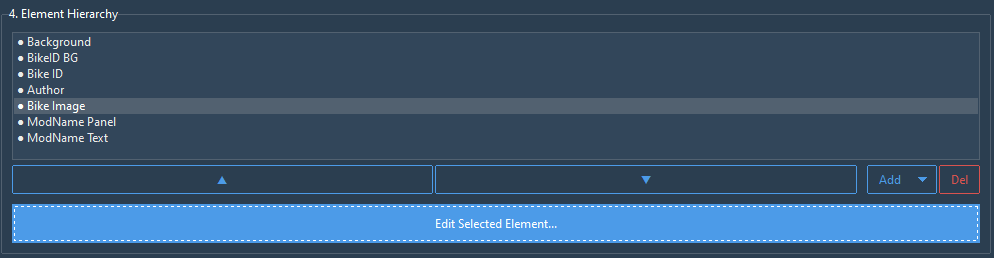 4. Element Hierarchy
● Background
● BikeID BG
● Bike ID
● Author
● Bike Image
● ModName Panel
● ModName Text
▲ ▼ Add ▼ Del
Edit Selected Element...